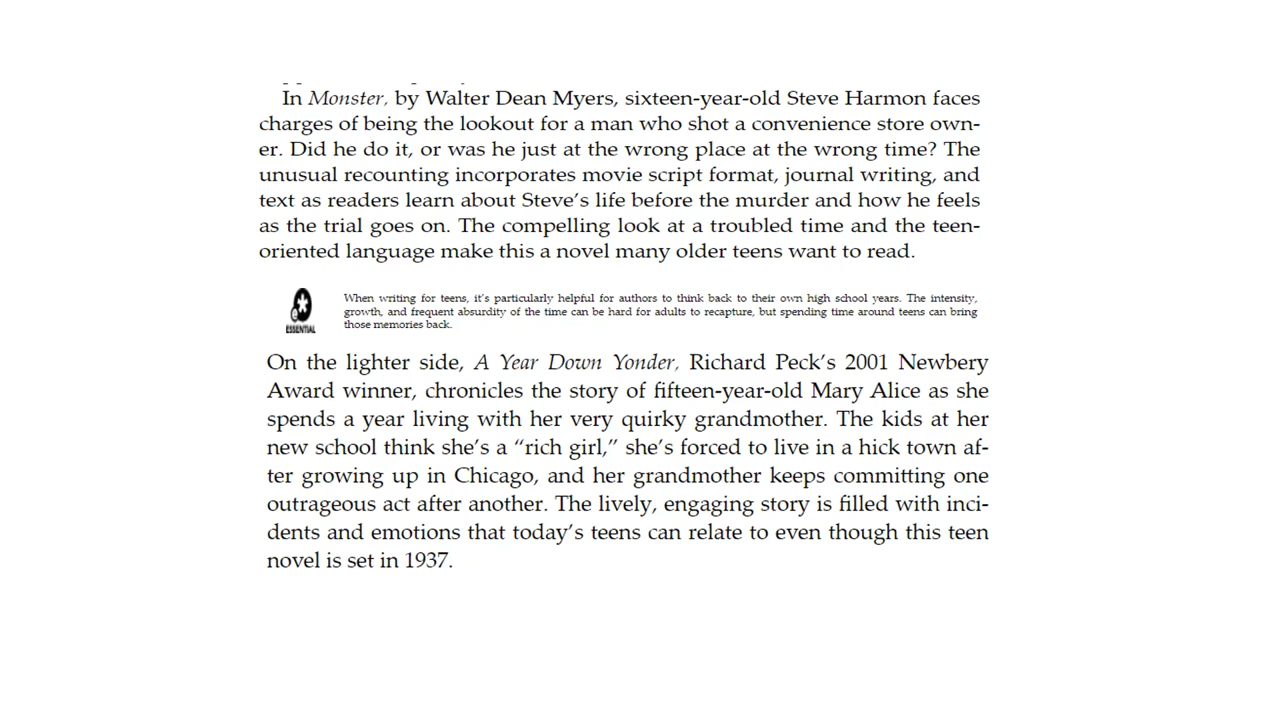 In Monster, by Walter Dean Myers, sixteen-year-old Steve Harmon faces
charges of being the lookout for a man who shot a convenience store own-
er. Did he do it, or was he just at the wrong place at the wrong time? The
unusual recounting incorporates movie script format, journal writing, and
text as readers learn about Steve's life before the murder and how he feels
as the trial goes on. The compelling look at a troubled time and the teen-
oriented language make this a novel many older teens want to read.
e
ESSENTIAL
When writing for teens, it's particularly helpful for authors to think back to their own high school years. The intensity,
growth, and frequent absurdity of the time can be hard for adults to recapture, but spending time around teens can bring
those memories back.
On the lighter side, A Year Down Yonder, Richard Peck's 2001 Newbery
Award winner, chronicles the story of fifteen-year-old Mary Alice as she
spends a year living with her very quirky grandmother. The kids at her
new school think she's a “rich girl,” she's forced to live in a hick town af-
ter growing up in Chicago, and her grandmother keeps committing one
outrageous act after another. The lively, engaging story is filled with inci-
dents and emotions that today's teens can relate to even though this teen
novel is set in 1937.